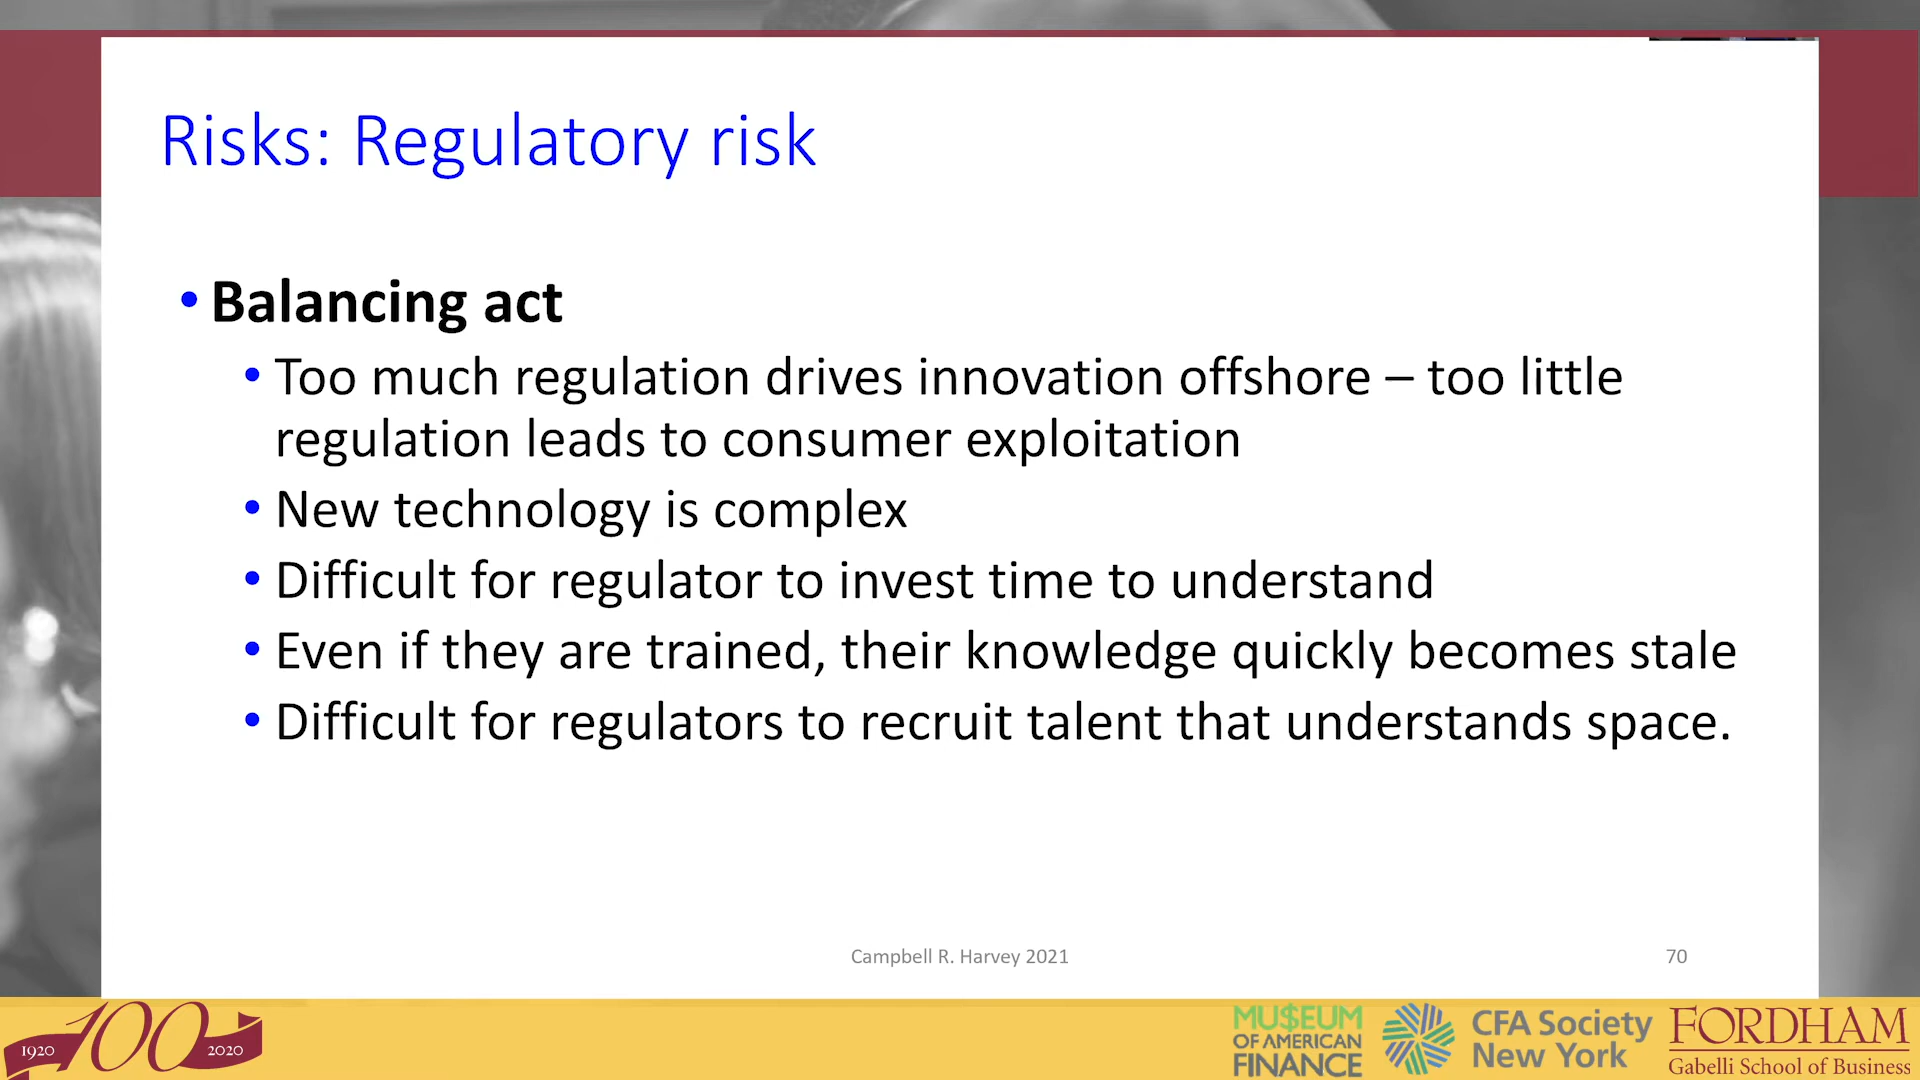 Risks: Regulatory risk
• Balancing act
• Too much regulation drives innovation offshore – too little
regulation leads to consumer exploitation
• New technology is complex
• Difficult for regulator to invest time to understand
• Even if they are trained, their knowledge quickly becomes stale
• Difficult for regulators to recruit talent that understands space.
Campbell R. Harvey 2021
70
100
1920
2020
MU$EUM
OF AMERICAN
FINANCE
CFA Society
New York
FORDHAM
Gabelli School of Business